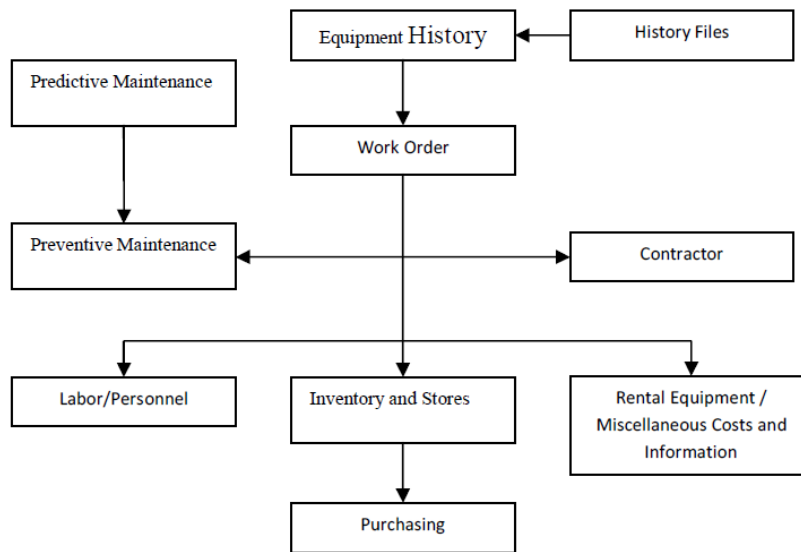 Equipment History
History Files
Predictive Maintenance
Work Order
Preventive Maintenance
Contractor
Labor/Personnel
Inventory and Stores
Rental Equipment /
Miscellaneous Costs and
Information
Purchasing